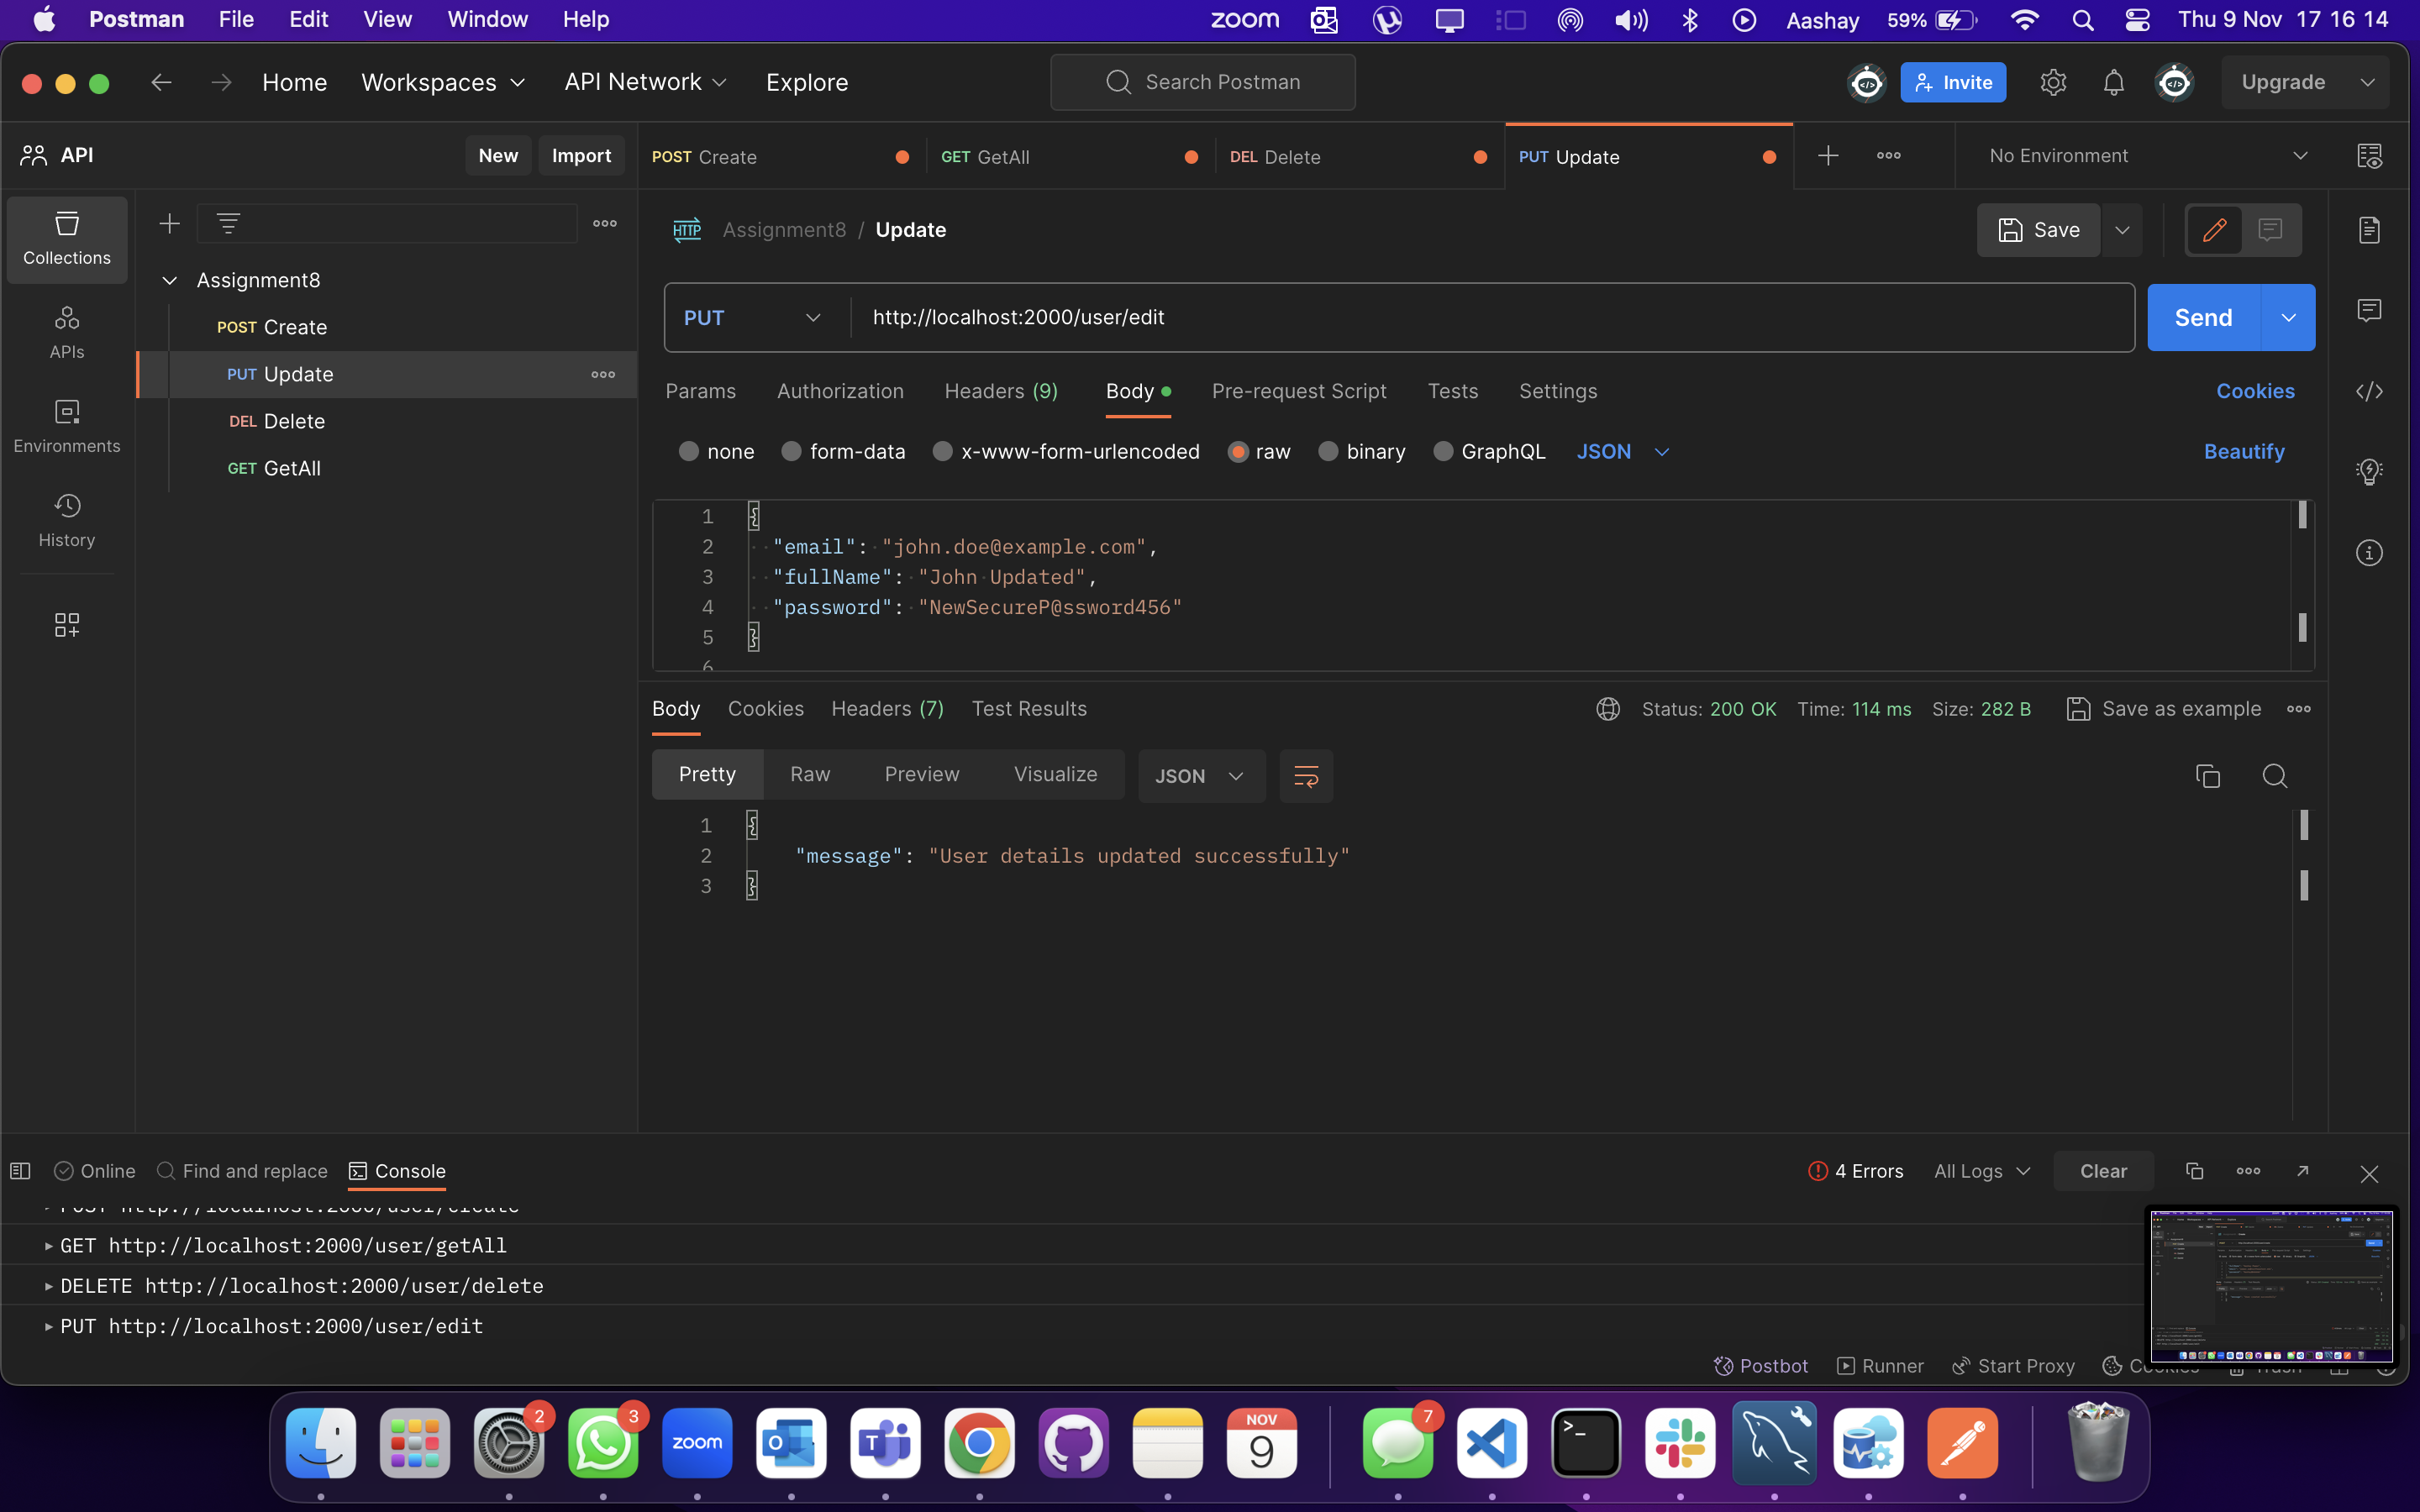 Postman File Edit View Window Help zoom Aashay 59% Thu 9 Nov 17 16 14
Home Workspaces API Network Explore Search Postman Invite Upgrade
API New Import POST Create GET GetAll DEL Delete PUT Update No Environment
Collections
APIs
Environments
History
Assignment8
POST Create
PUT Update
DEL Delete
GET GetAll
HTTP Assignment8 / Update Save
PUT http://localhost:2000/user/edit Send
Params Authorization Headers (9) Body Pre-request Script Tests Settings Cookies
none form-data x-www-form-urlencoded raw binary GraphQL JSON Beautify
1 {
2 "email": "john.doe@example.com",
3 "fullName": "John Updated",
4 "password": "NewSecureP@ssword456"
5 }
6
Body Cookies Headers (7) Test Results Status: 200 OK Time: 114 ms Size: 282 B Save as example
Pretty Raw Preview Visualize JSON
1 {
2 "message": "User details updated successfully"
3 }
Online Find and replace Console 4 Errors All Logs Clear
POST http://localhost:2000/user/create
GET http://localhost:2000/user/getAll
DELETE http://localhost:2000/user/delete
PUT http://localhost:2000/user/edit
Postbot Runner Start Proxy Cookies Trash
2 3 zoom NOV 9 7